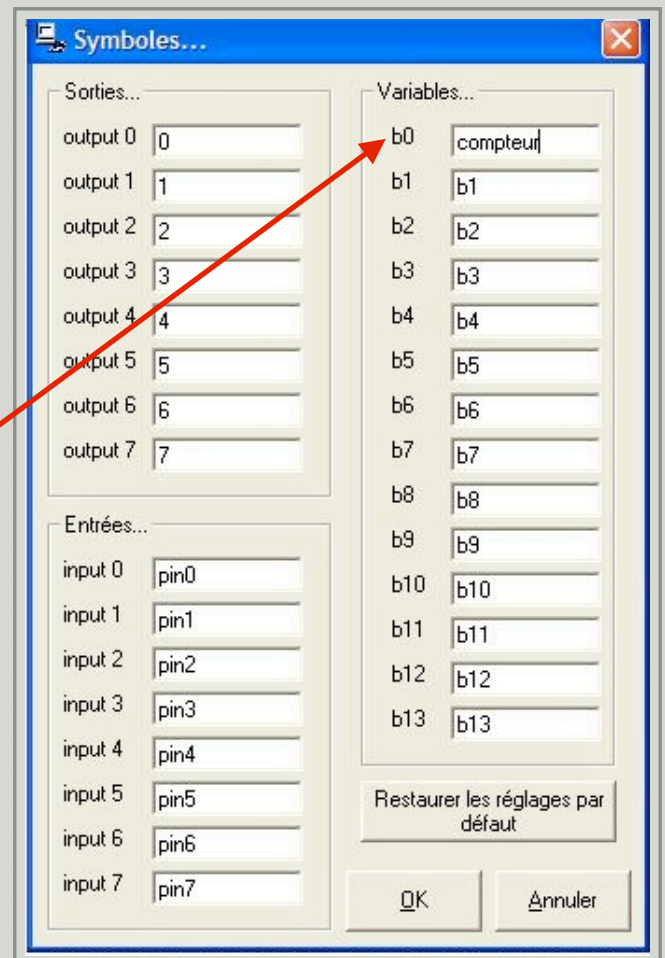 Symboles...
Sorties...
output 0 0
output 1 1
output 2 2
output 3 3
output 4 4
output 5 5
output 6 6
output 7 7
Entrées...
input 0 pin0
input 1 pin1
input 2 pin2
input 3 pin3
input 4 pin4
input 5 pin5
input 6 pin6
input 7 pin7
Variables...
b0 compteur
b1 b1
b2 b2
b3 b3
b4 b4
b5 b5
b6 b6
b7 b7
b8 b8
b9 b9
b10 b10
b11 b11
b12 b12
b13 b13
Restaurer les réglages par
défaut
OK
Annuler